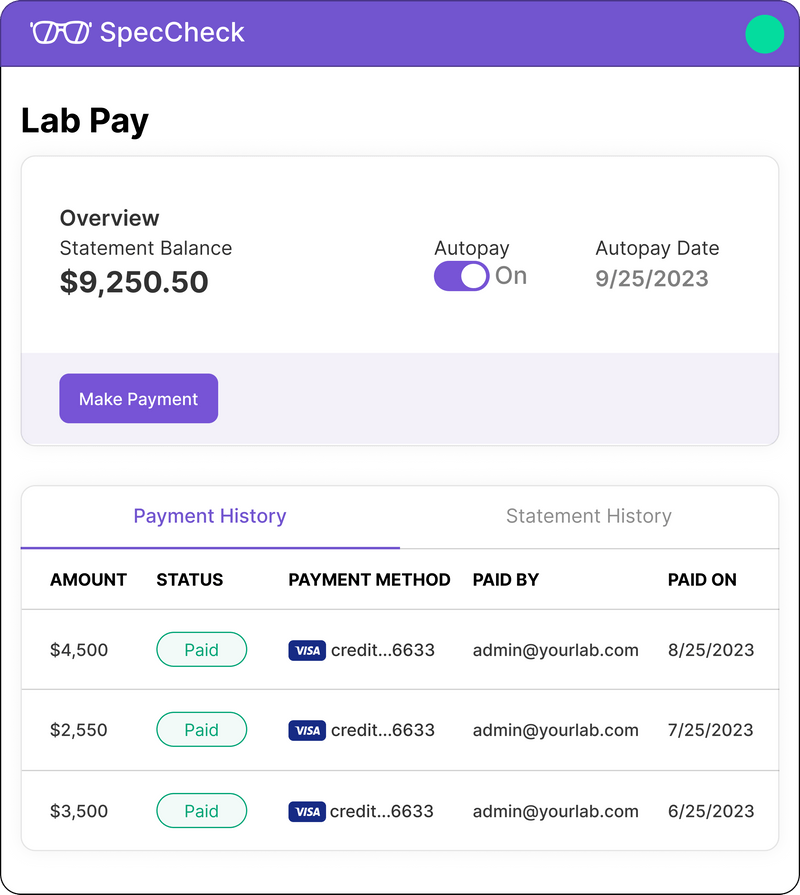 SpecCheck
Lab Pay
Overview
Statement Balance
$9,250.50
Autopay
On
Autopay Date
9/25/2023
Make Payment
Payment History Statement History
AMOUNT STATUS PAYMENT METHOD PAID BY PAID ON
$4,500 Paid VISA credit...6633 admin@yourlab.com 8/25/2023
$2,550 Paid VISA credit...6633 admin@yourlab.com 7/25/2023
$3,500 Paid VISA credit...6633 admin@yourlab.com 6/25/2023